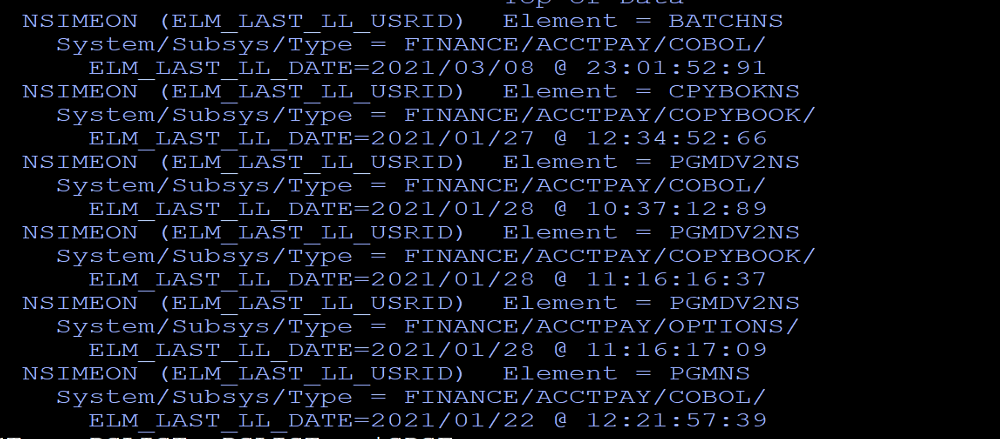 Top of Data
NSIMEON (ELM_LAST_LL_USRID) Element = BATCHNS
System/Subsys/Type = FINANCE/ACCTPAY/COBOL/
ELM_LAST_LL_DATE=2021/03/08 @ 23:01:52:91
NSIMEON (ELM_LAST_LL_USRID) Element = CPYBOKNS
System/Subsys/Type = FINANCE/ACCTPAY/COPYBOOK/
ELM_LAST_LL_DATE=2021/01/27 @ 12:34:52:66
NSIMEON (ELM_LAST_LL_USRID) Element = PGMDV2NS
System/Subsys/Type = FINANCE/ACCTPAY/COBOL/
ELM_LAST_LL_DATE=2021/01/28 @ 10:37:12:89
NSIMEON (ELM_LAST_LL_USRID) Element = PGMDV2NS
System/Subsys/Type = FINANCE/ACCTPAY/COPYBOOK/
ELM_LAST_LL_DATE=2021/01/28 @ 11:16:16:37
NSIMEON (ELM_LAST_LL_USRID) Element = PGMDV2NS
System/Subsys/Type = FINANCE/ACCTPAY/OPTIONS/
ELM_LAST_LL_DATE=2021/01/28 @ 11:16:17:09
NSIMEON (ELM_LAST_LL_USRID) Element = PGMNS
System/Subsys/Type = FINANCE/ACCTPAY/COBOL/
ELM_LAST_LL_DATE=2021/01/22 @ 12:21:57:39